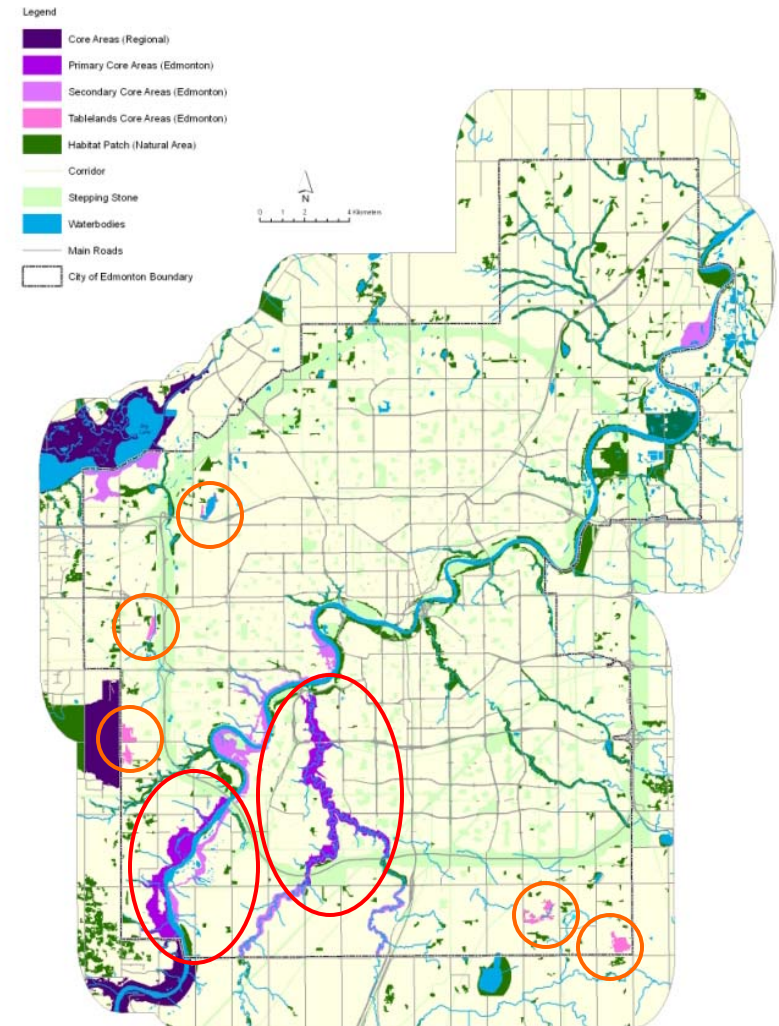 Legend
Core Areas (Regional)
Primary Core Areas (Edmonton)
Secondary Core Areas (Edmonton)
Tablelands Core Areas (Edmonton)
Habitat Patch (Natural Area)
Corridor
Stepping Stone
Waterbodies
Main Roads
City of Edmonton Boundary
N
0 1 2 4 Kilometers